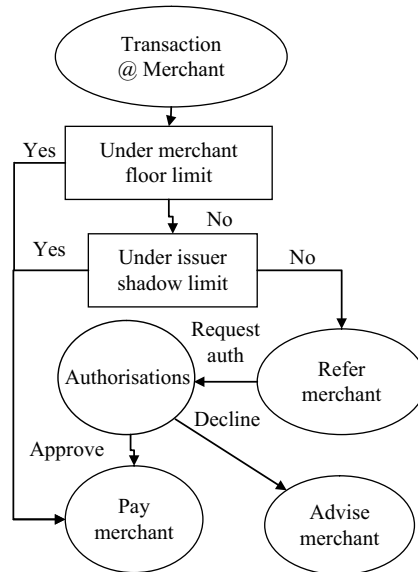 Transaction
@ Merchant
Yes
Under merchant
floor limit
No
Yes
Under issuer
shadow limit
No
Request
auth
Authorisations
Refer
merchant
Decline
Approve
Pay
merchant
Advise
merchant